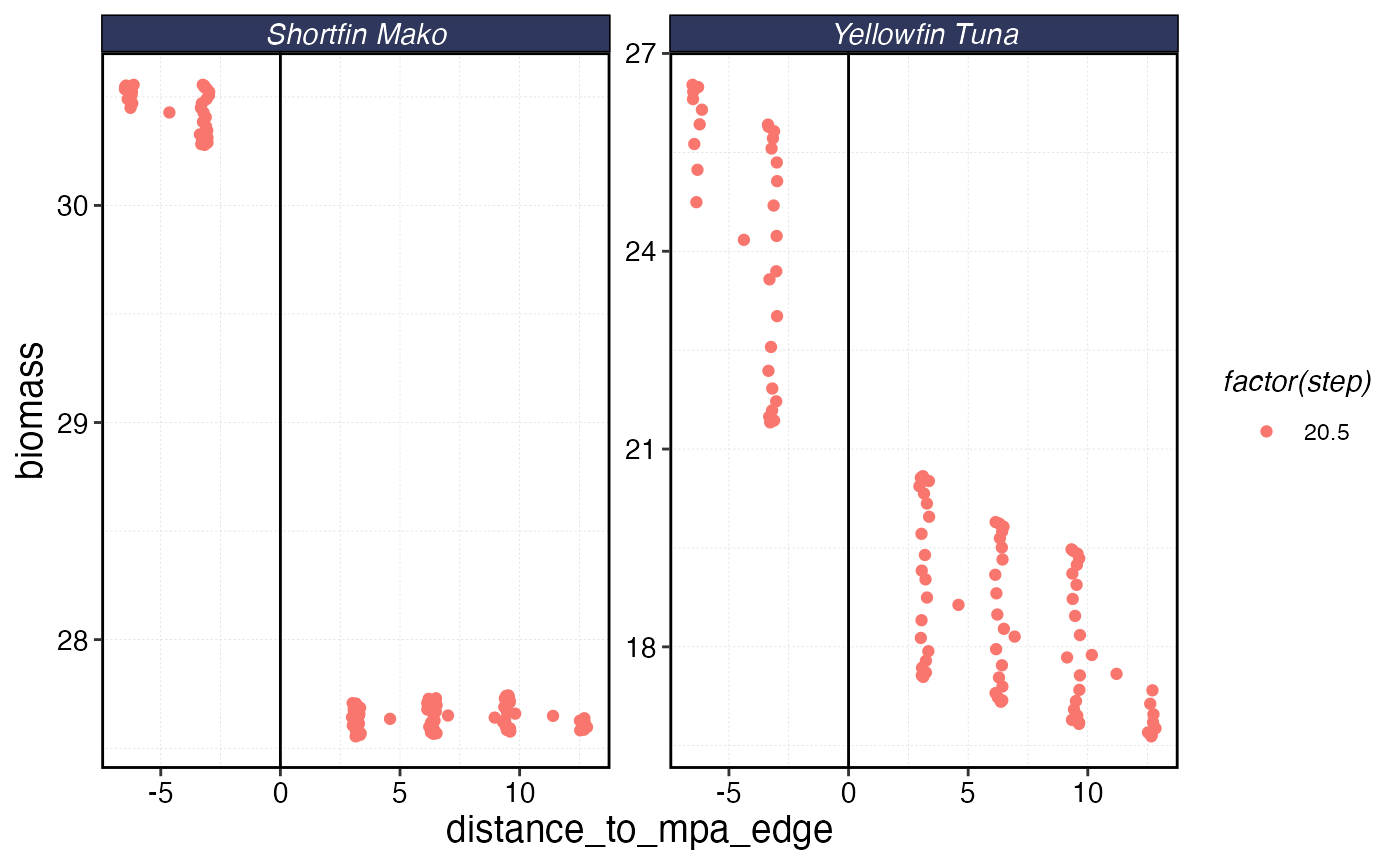 Shortfin Mako
Yellowfin Tuna
biomass
30
29
28
27
24
21
18
-5 0 5 10
-5 0 5 10
distance_to_mpa_edge
factor(step)
20.5